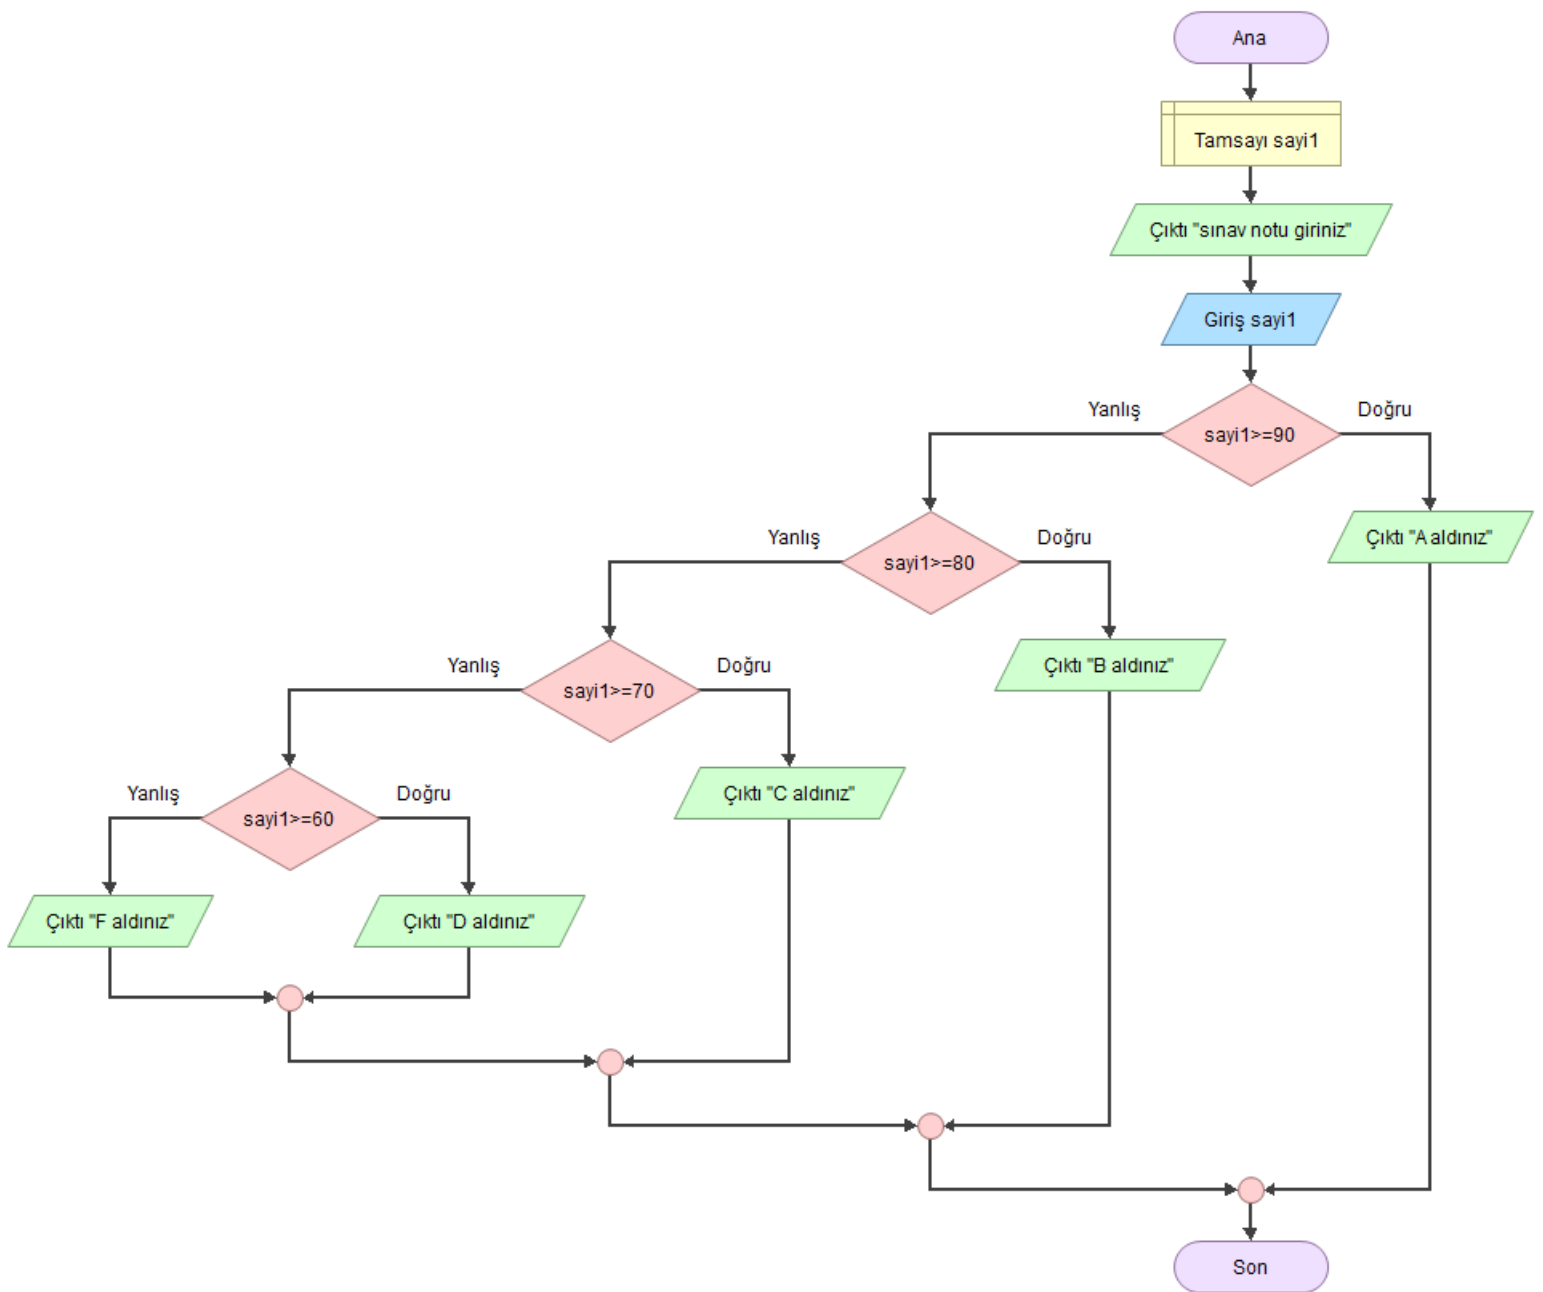 Ana
Tamsayı sayi1
Çıktı "sınav notu giriniz"
Giriş sayi1
Yanlış
Doğru
sayi1>=90
Yanlış
Doğru
sayi1>=80
Çıktı "A aldınız"
Yanlış
Doğru
sayi1>=70
Çıktı "B aldınız"
Yanlış
Doğru
sayi1>=60
Çıktı "C aldınız"
Çıktı "F aldınız"
Çıktı "D aldınız"
Son